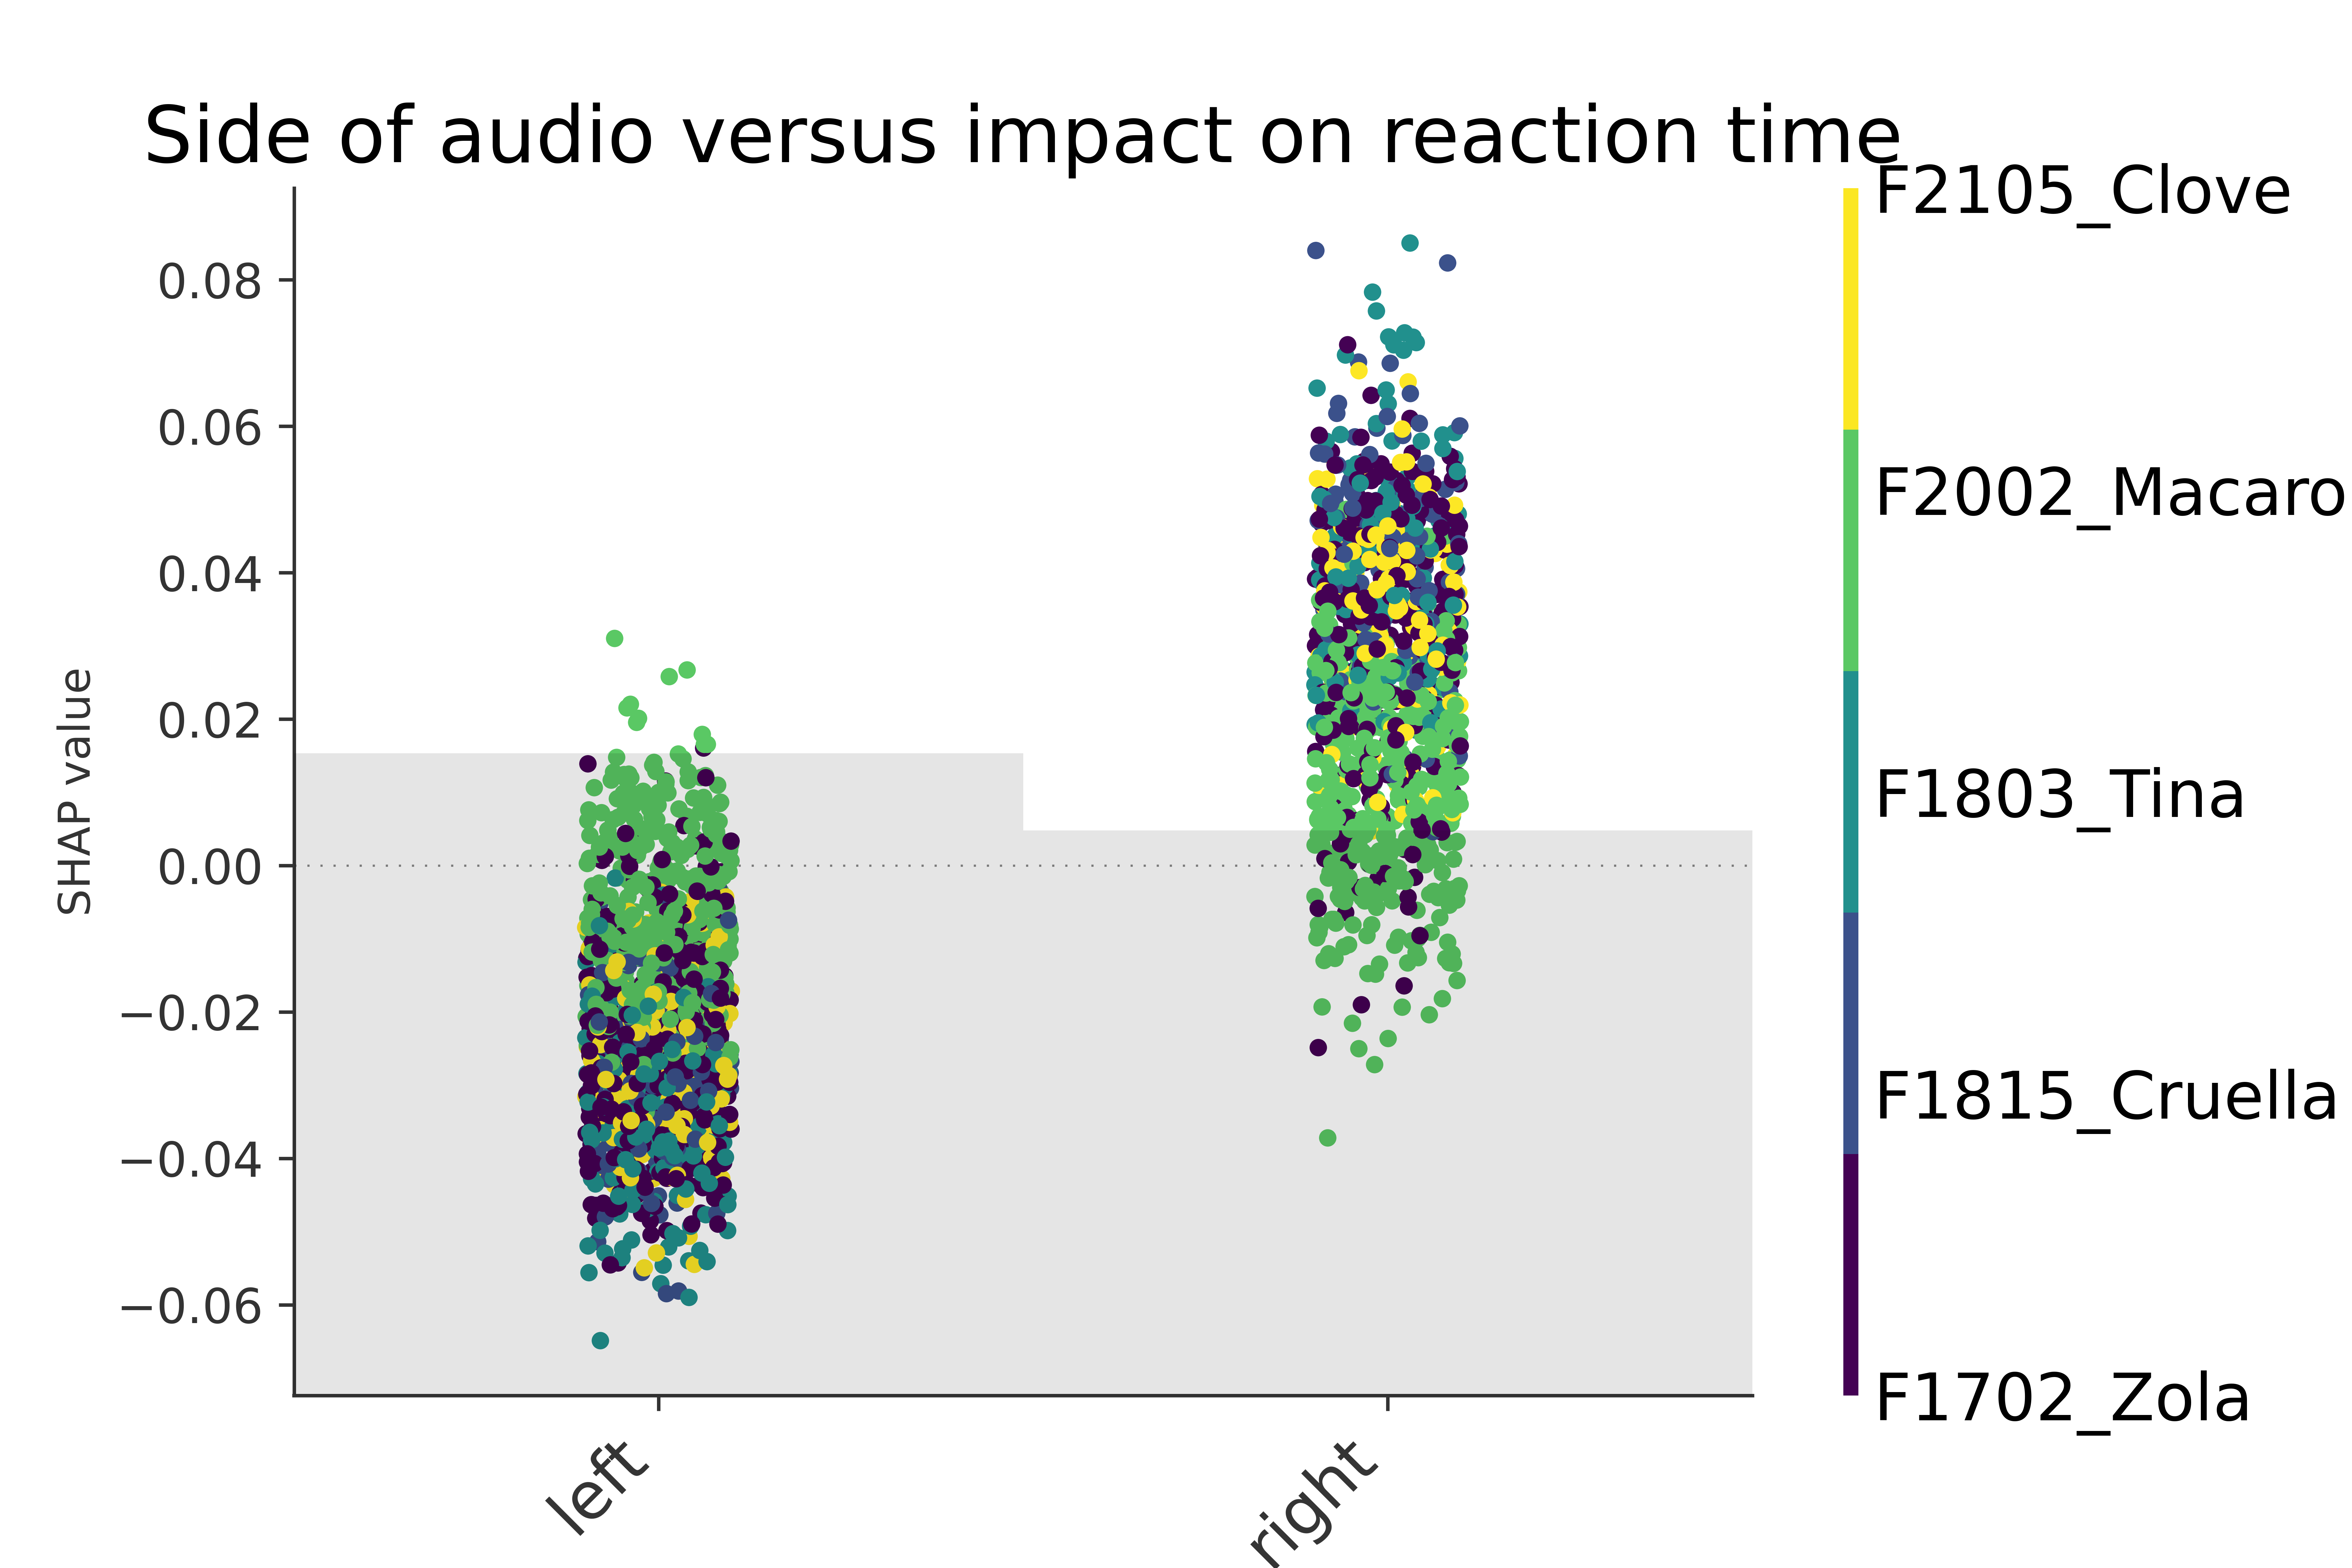 Side of audio versus impact on reaction time
SHAP value
0.08
0.06
0.04
0.02
0.00
−0.02
−0.04
−0.06
left
right
F2105_Clove
F2002_Macaro
F1803_Tina
F1815_Cruella
F1702_Zola